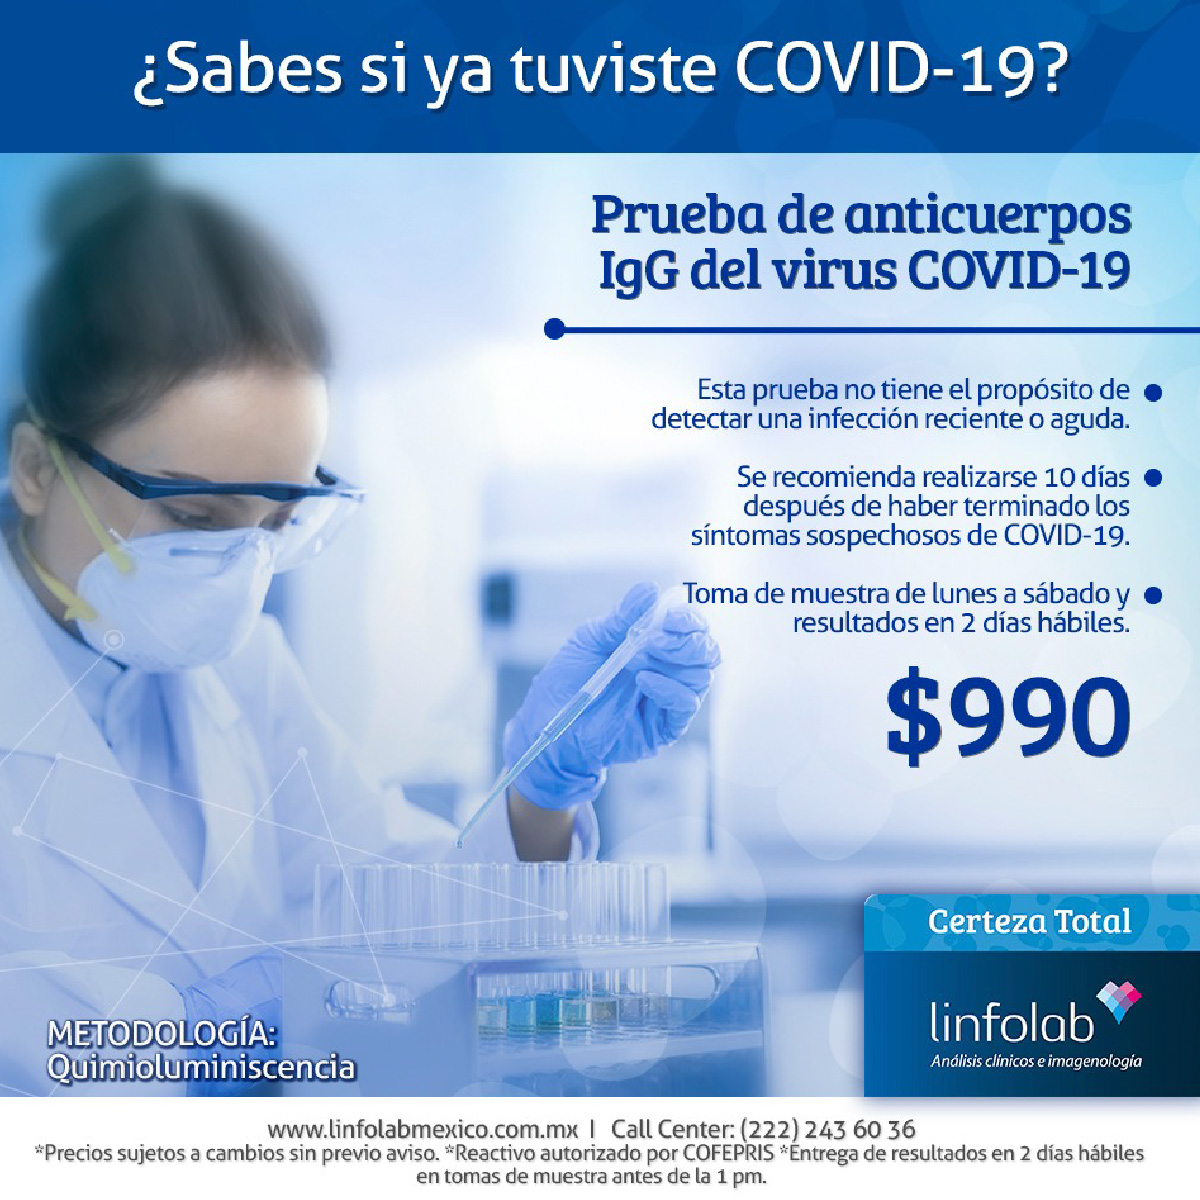 ¿Sabes si ya tuviste COVID-19?
Prueba de anticuerpos
IgG del virus COVID-19
Esta prueba no tiene el propósito de
detectar una infección reciente o aguda.
Se recomienda realizarse 10 días
después de haber terminado los
síntomas sospechosos de COVID-19.
Toma de muestra de lunes a sábado y
resultados en 2 días hábiles.
$990
Certeza Total
linfolab
Análisis clínicos e imagenología
METODOLOGÍA:
Quimioluminiscencia
www.linfolabmexico.com.mx | Call Center: (222) 243 60 36
*Precios sujetos a cambios sin previo aviso. *Reactivo autorizado por COFEPRIS *Entrega de resultados en 2 días hábiles
en tomas de muestra antes de la 1 pm.